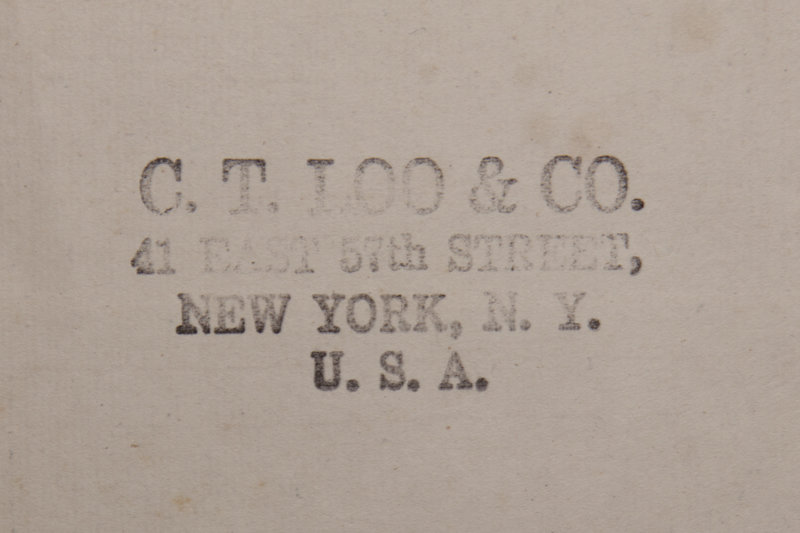 C. T. LOO & CO.
41 EAST 57th STREET,
NEW YORK, N. Y.
U. S. A.